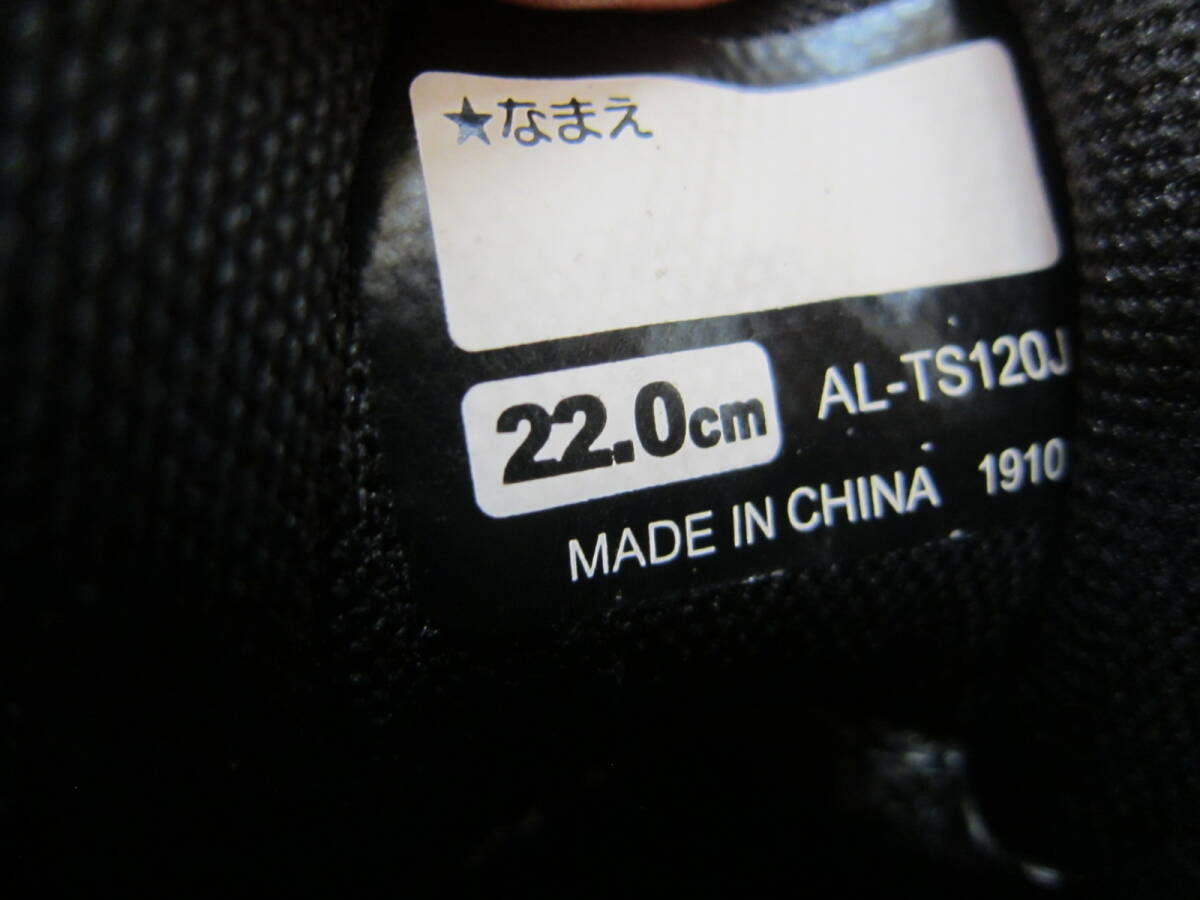 ★なまえ
22.0cm AL-TS120J
MADE IN CHINA 1910